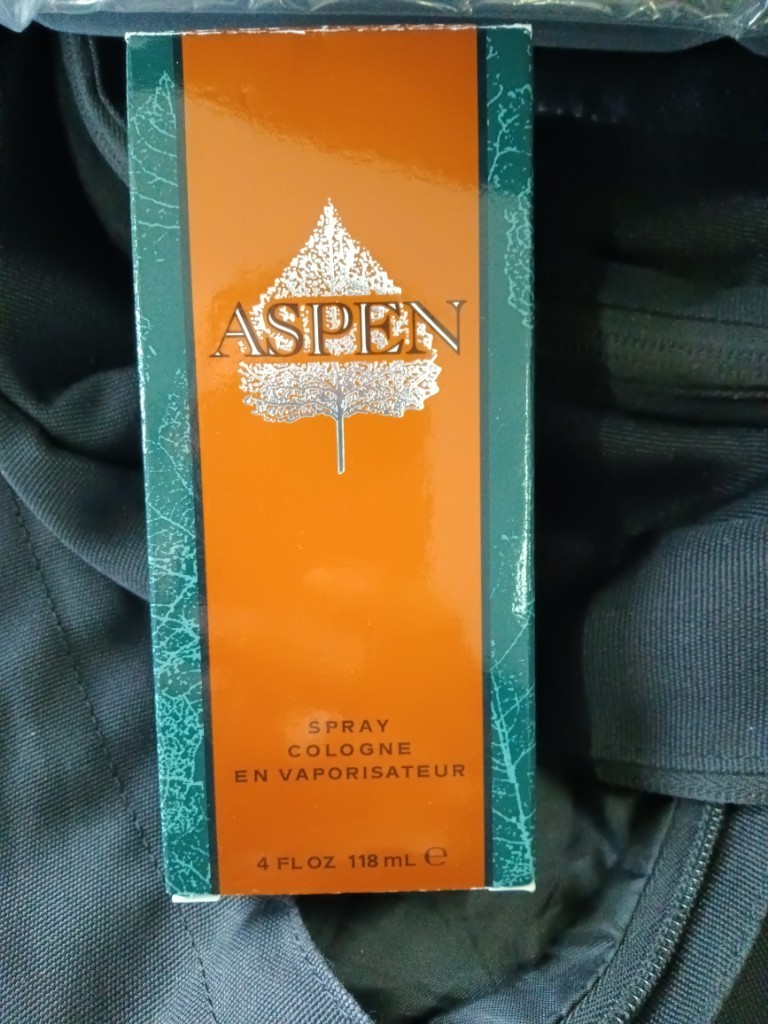 ASPEN
SPRAY
COLOGNE
EN VAPORISATEUR
4 FL OZ 118 mL ℮